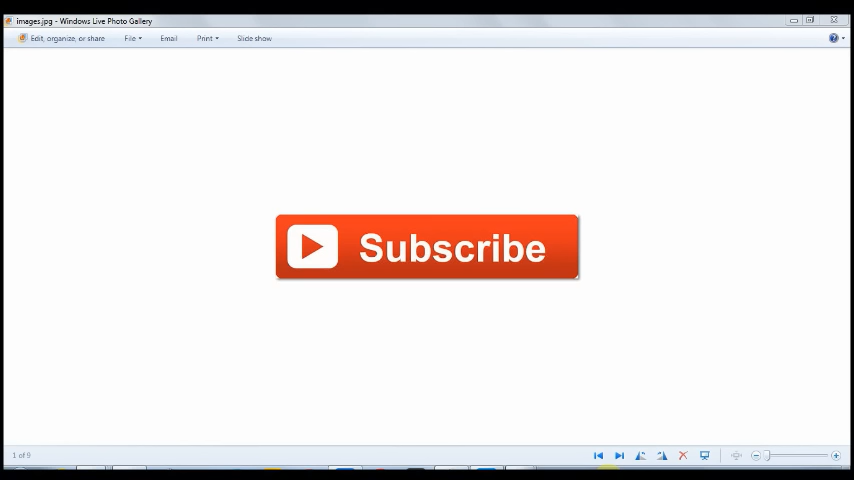 images.jpg - Windows Live Photo Gallery
Edit, organize, or share File Email Print Slide show
Subscribe
1 of 9